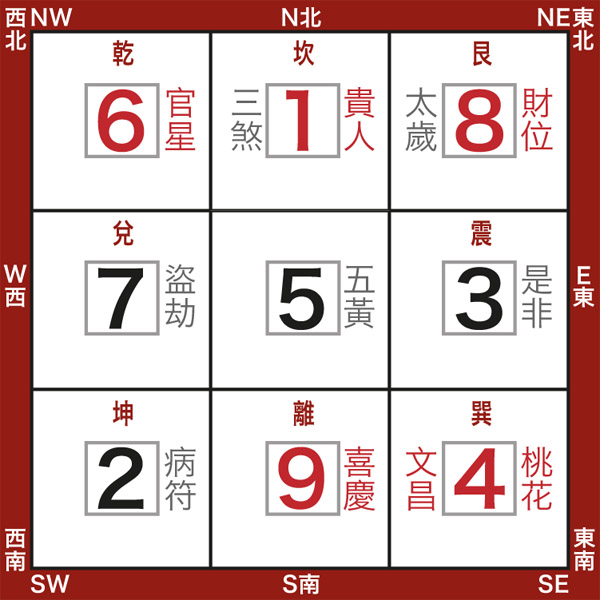 西北 NW
N北
NE 東北
乾
6
官星
坎
三煞
1
貴人
艮
太歲
8
財位
W西
兌
7
盜劫
5
五黃
震
3
是非
E東
坤
2
病符
離
9
喜慶
巽
文昌
4
桃花
西南
SW
S南
SE
東南